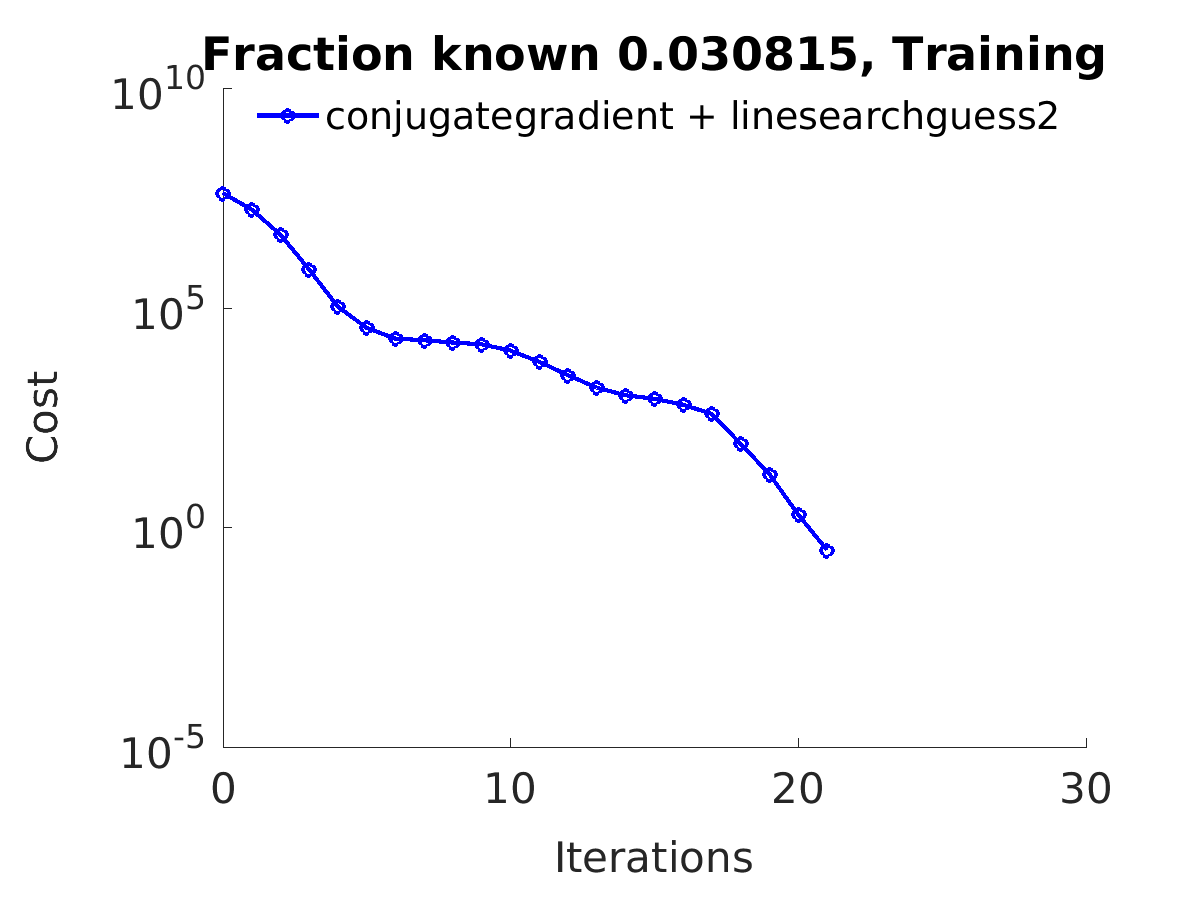 Fraction known 0.030815, Training
conjugategradient + linesearchguess2
10^10
10^5
10^0
10^-5
Cost
0 10 20 30
Iterations